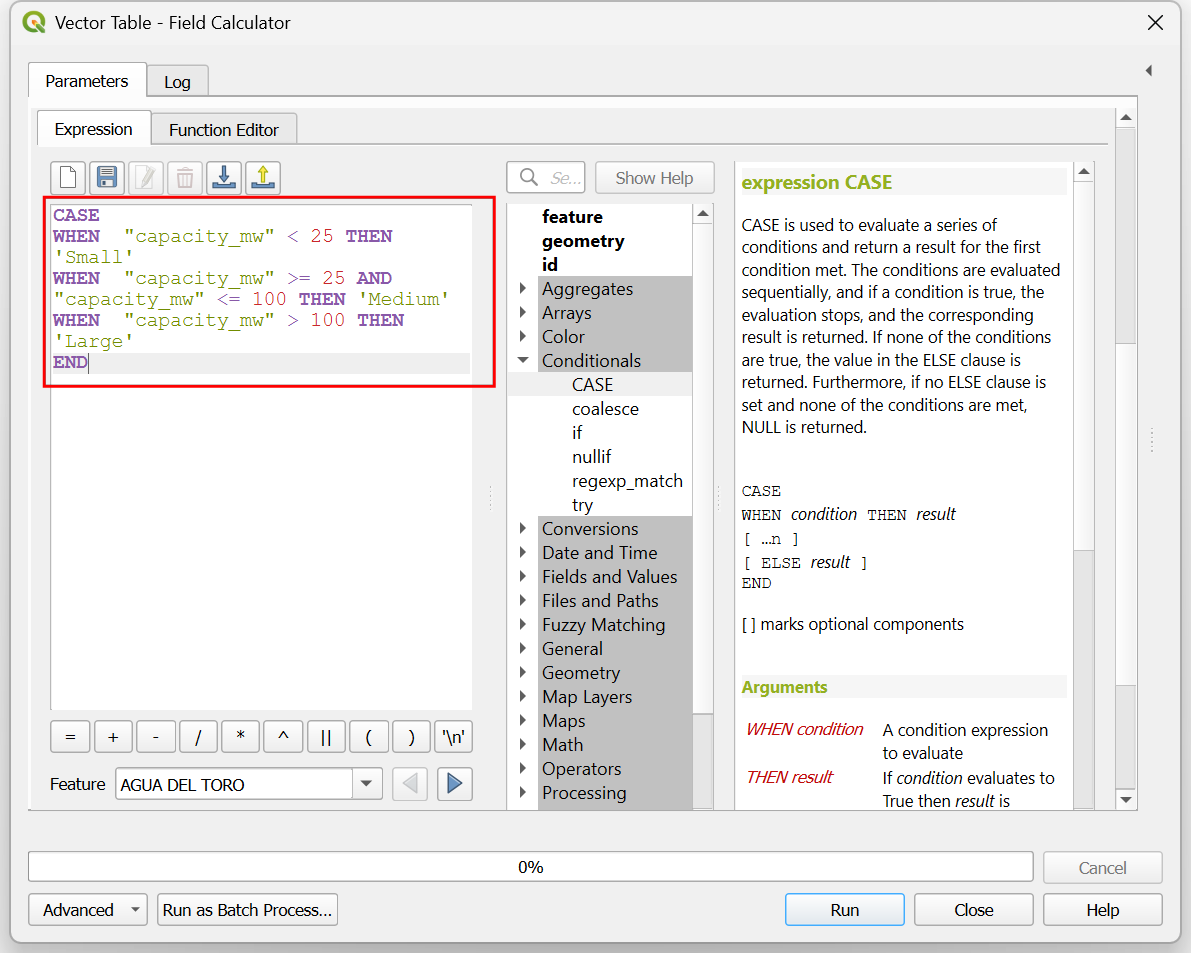 Vector Table - Field Calculator
Parameters
Log
Expression
Function Editor
Se...
Show Help
CASE
WHEN  "capacity_mw" < 25 THEN
'Small'
WHEN  "capacity_mw" >= 25 AND
"capacity_mw" <= 100 THEN 'Medium'
WHEN  "capacity_mw" > 100 THEN
'Large'
END
feature
geometry
id
Aggregates
Arrays
Color
Conditionals
CASE
coalesce
if
nullif
regexp_match
try
Conversions
Date and Time
Fields and Values
Files and Paths
Fuzzy Matching
General
Geometry
Map Layers
Maps
Math
Operators
Processing
expression CASE
CASE is used to evaluate a series of
conditions and return a result for the first
condition met. The conditions are evaluated
sequentially, and if a condition is true, the
evaluation stops, and the corresponding
result is returned. If none of the conditions
are true, the value in the ELSE clause is
returned. Furthermore, if no ELSE clause is
set and none of the conditions are met,
NULL is returned.
CASE
WHEN condition THEN result
[ …n ]
[ ELSE result ]
END
[ ] marks optional components
Arguments
WHEN condition
A condition expression
to evaluate
THEN result
If condition evaluates to
True then result is
= + - / * ^ || ( ) '\n'
Feature AGUA DEL TORO
0%
Cancel
Advanced
Run as Batch Process...
Run
Close
Help